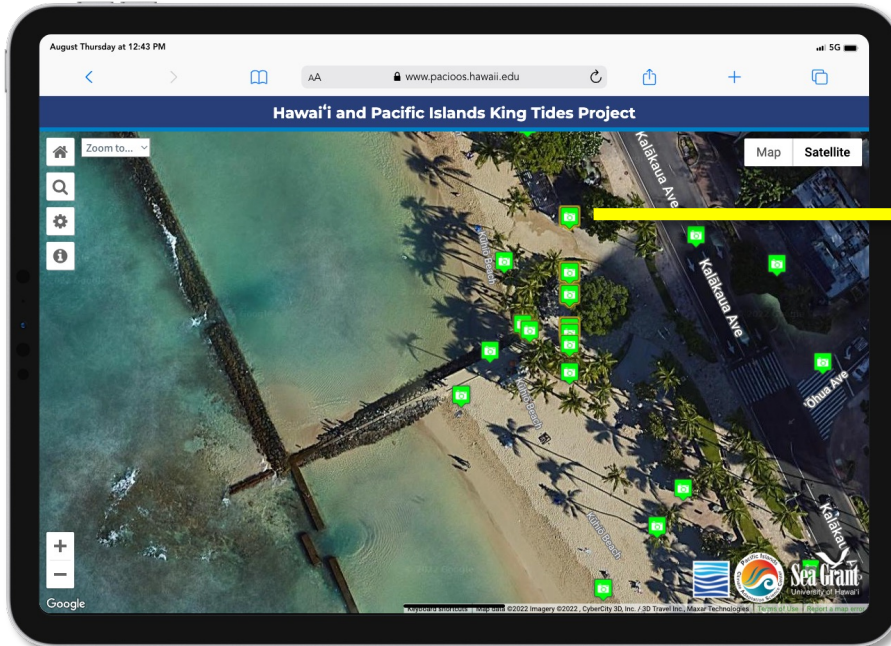 August Thursday at 12:43 PM
5G
AA
www.pacioos.hawaii.edu
Hawaiʻi and Pacific Islands King Tides Project
Zoom to...
Map
Satellite
Kalākaua Ave
Kūhiō Beach
Kalākaua Ave
ʻŌhua Ave
Kūhiō Beach
Kūhiō Beach
Kalākau
Pacific Islands
Sea Grant
University of Hawaiʻi
Google
Keyboard shortcuts
Map data ©2022 Imagery ©2022 , CyberCity 3D, Inc. / 3D Travel Inc., Maxar Technologies
Terms of Use
Report a map error